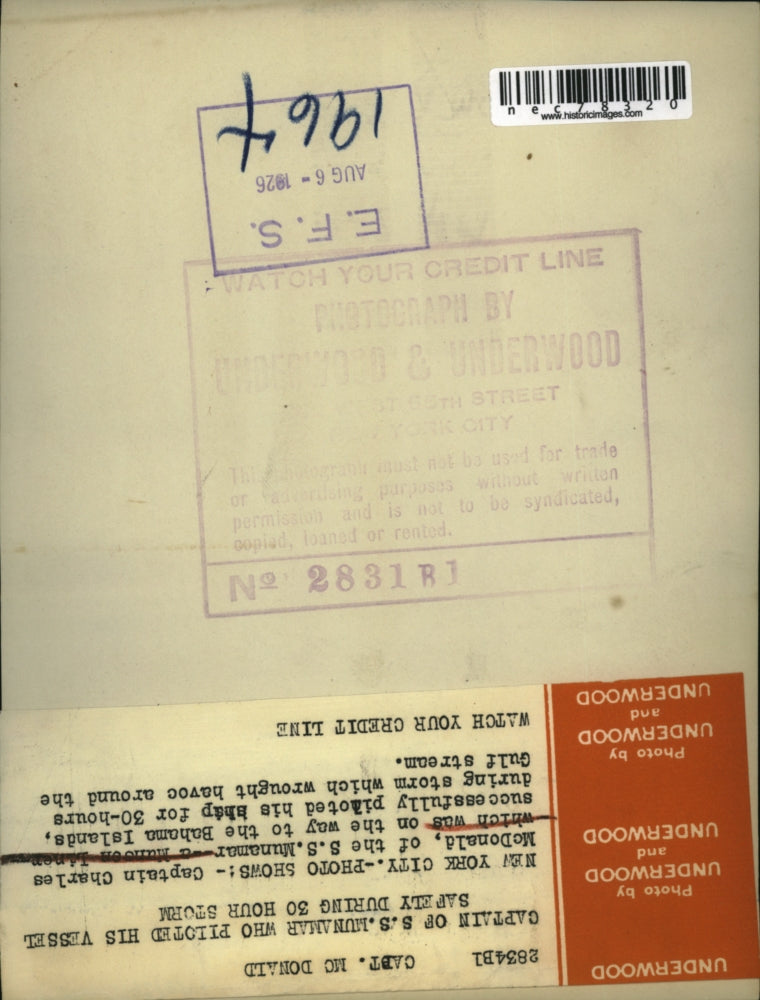 nec78320
www.historicimages.com
1967
AUG 6 - 1926
E.F.S.
WATCH YOUR CREDIT LINE
PHOTOGRAPH BY
UNDERWOOD & UNDERWOOD
STREET
YORK CITY
This photograph must not be used for trade
or advertising purposes without written
permission and is not to be syndicated,
copied, loaned or rented.
Nº 2831 BJ
2834B1 CAPT. MC DONALD
CAPTAIN OF S.S.MUNAMAR WHO PILOTED HIS VESSEL
SAFELY DURING 30 HOUR STORM
NEW YORK CITY.-PHOTO SHOWS:- Captain Charles
McDonald, of the S.S.Munamar--a Munson Liner
which was on the way to the Bahama Islands,
successfully piloted his ship for 30-hours
during storm which wrought havoc around the
Gulf stream.
WATCH YOUR CREDIT LINE
UNDERWOOD
Photo by
UNDERWOOD
and
UNDERWOOD
Photo by
UNDERWOOD
and
UNDERWOOD